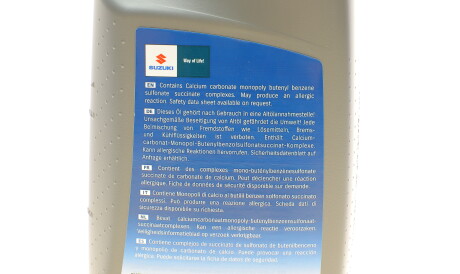 SUZUKI
Way of Life!
EN Contains Calcium carbonate monopoly butenyl benzene
sulfonate succinate complexes. May produce an allergic
reaction. Safety data sheet available on request.
DE Dieses Öl gehört nach Gebrauch in eine Altölannahmestelle!
Unsachgemäße Beseitigung von Altöl gefährdet die Umwelt! Jede
Beimischung von Fremdstoffen wie Lösemitteln, Brems-
und Kühlflüssigkeiten ist verboten. Enthält Calcium-
carbonat-Monopol-Butenylbenzolsulfonatsuccinat-Komplexe.
Kann allergische Reaktionen hervorrufen. Sicherheitsdatenblatt auf
Anfrage erhältlich.
FR Contient des complexes mono-buténylbenzènesulfonate
succinate de carbonate de calcium. Peut déclencher une réaction
allergique. Fiche de données de sécurité disponible sur demande.
IT Contiene Monopoli di calcio al butilil benzene solfonato succinati
complessi. Può produrre una reazione allergica. Scheda dati di
sicurezza disponibile su richiesta.
NL Bevat calciumcarbonaatmonopoly-butenylbenzeensulfonaat-
succinaatcomplexen. Kan een allergische reactie veroorzaken.
Veiligheidsinformatieblad op verzoek verkrijgbaar.
ES Contiene complejos de succinato de sulfonato de butenilbenceno
y monopolio de carbonato de calcio. Puede provocar una reacción
alérgica. Puede solicitar la ficha de datos de seguridad.